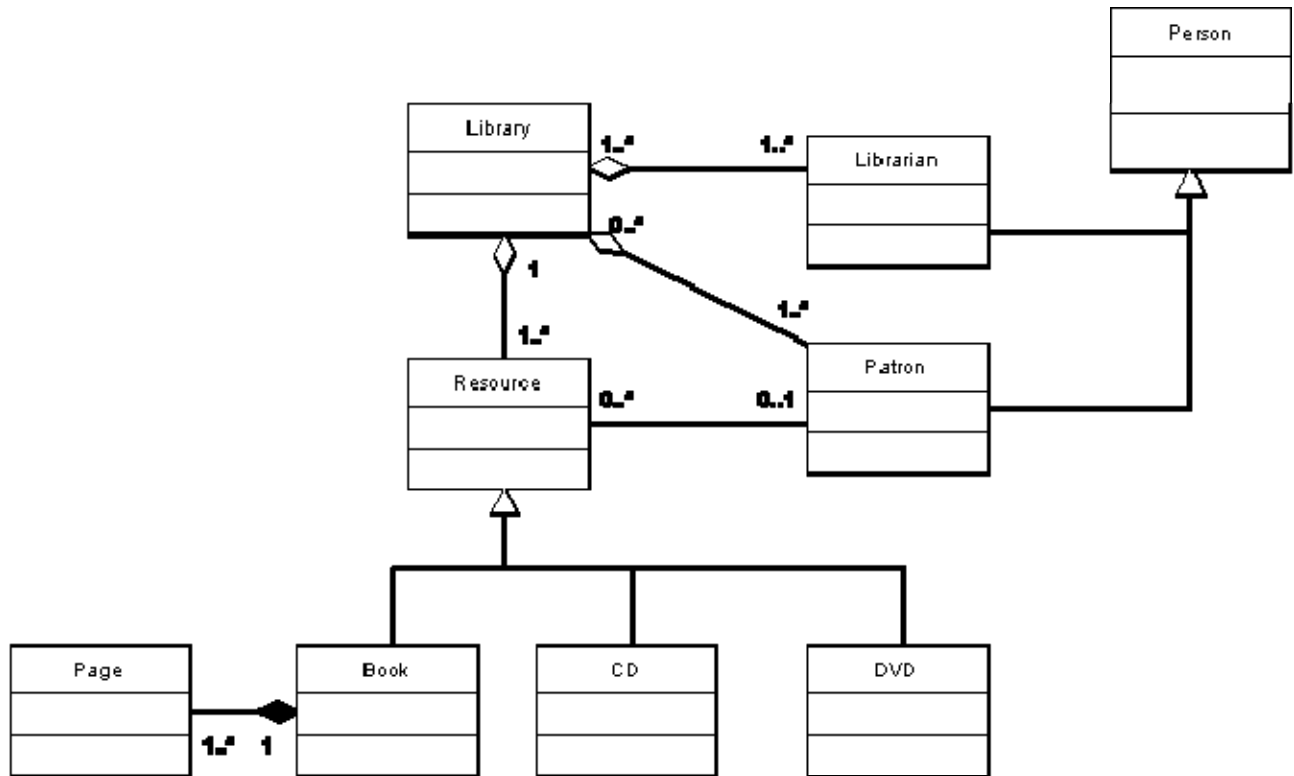 Person
Library
1..*
1..*
Librarian
0..*
1
1..*
1..*
Resource
Patron
0..*
0..1
Page
Book
CD
DVD
1..*
1